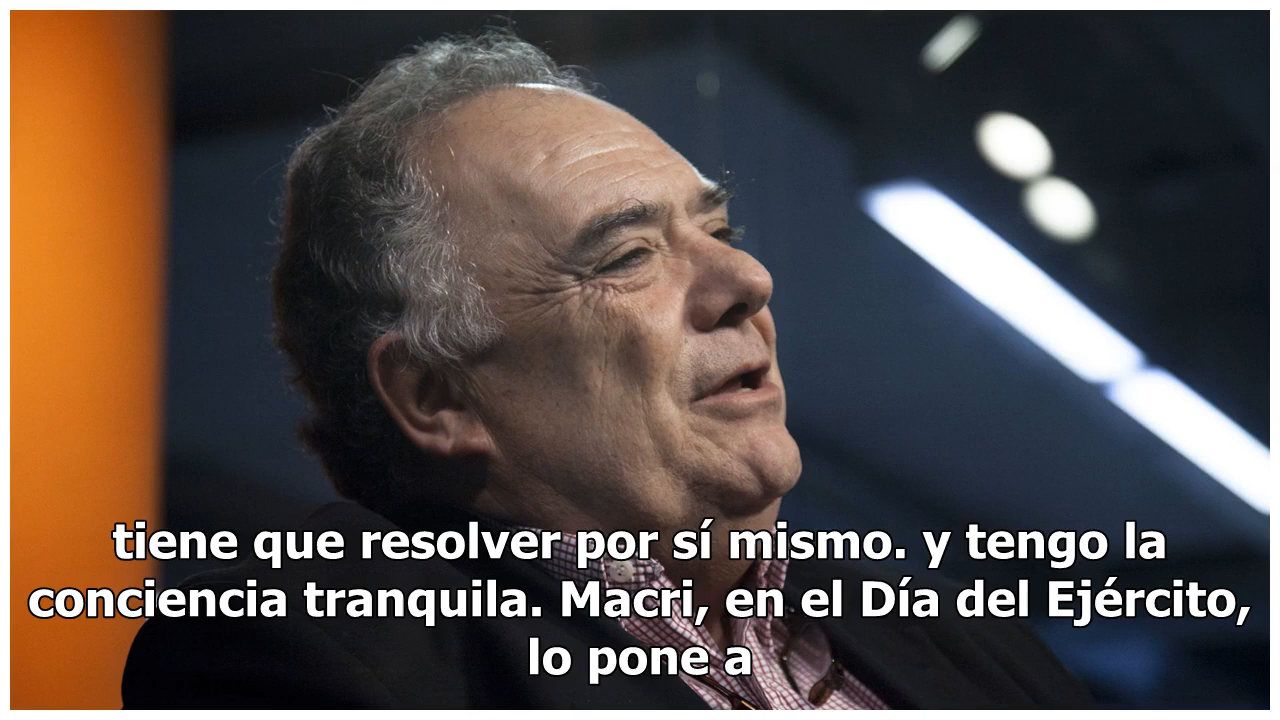 tiene que resolver por sí mismo. y tengo la
conciencia tranquila. Macri, en el Día del Ejército,
lo pone a